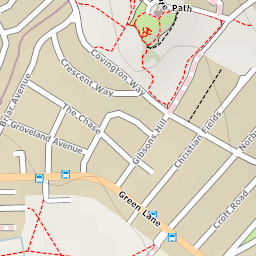 Path
Covington Way
Crescent Way
Briar Avenue
The Chase
Groveland Avenue
Gibsons Hill
Christian Fields
Green Lane
Croft Road